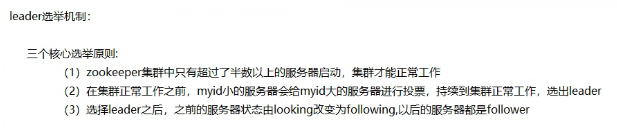 leader选举机制：
三个核心选举原则:
（1）zookeeper集群中只有超过了半数以上的服务器启动，集群才能正常工作
（2）在集群正常工作之前，myid小的服务器会给myid大的服务器进行投票，持续到集群正常工作，选出leader
（3）选择leader之后，之前的服务器状态由looking改变为following,以后的服务器都是follower